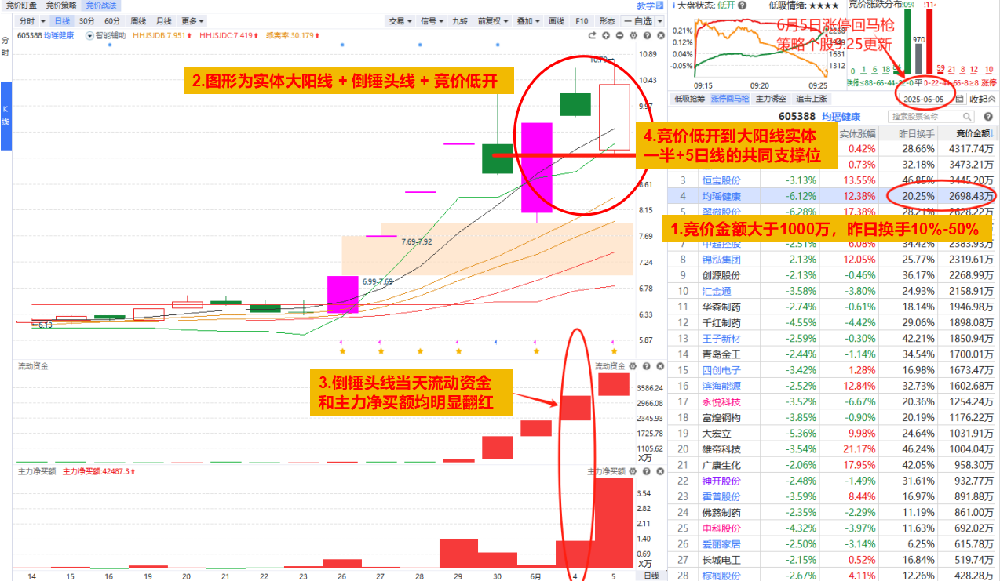 竞价盯盘 竞价策略 竞价战法 教学
分时 日线 30分 60分 周线 月线 更多 交易 信号 九转 前复权 叠加 画线 F10 形态 一自选
605388 均瑶健康 智能辅助 HHJSJDB:7.951 HHJSJDC:7.419 乖离率:30.179
分时
K线
2.图形为实体大阳线 + 倒锤头线 + 竞价低开
10.79
10.89
10.43
9.97
8.61
8.15
7.69
7.24
6.78
6.33
5.87
7.69-7.92
6.99-7.69
6.13
4.竞价低开到大阳线实体
一半+5日线的共同支撑位
流动资金 流动资金
3.倒锤头线当天流动资金
和主力净买额均明显翻红
3586.24
2966.08
2345.93
1725.78
1105.62
X万
主力净买额 主力净买额:42487.3 主力净买额
3.54
2.82
2.11
1.40
0.69
X万
14 15 16 19 20 21 22 23 26 27 28 29 30 6月 4 5 日线
大盘状态:低开 低吸情绪:★★★★ 竞价涨跌分布
6月5日涨停回马枪
策略个股9:25更新
0.21%
0.12%
0.04%
-0.05%
2268
1949
1631
1312
09:15 09:20 09:25
970
0 1 6 18 59 21 8 12 10
低吸抢筹 涨停回马枪 主力诱空 追击上涨 2025-06-05 收起
605388 均瑶健康 搜索股票名称
实体涨幅 昨日换手 竞价金额
0.42% 28.66% 4317.74万
0.73% 32.18% 3473.21万
3 恒宝股份 -3.13% 13.55% 46.85% 3445.20万
4 均瑶健康 -6.12% 12.38% 20.25% 2698.43万
5 翠微股份 -6.28% 17.38% 28.21% 2628.22万
1.竞价金额大于1000万，昨日换手10%-50%
7 中超控股 -2.51% 6.08% 34.42% 2383.93万
8 锦泓集团 -2.13% 12.05% 25.77% 2319.61万
9 创源股份 -2.13% -0.46% 36.17% 2268.99万
10 汇金通 -3.58% -3.80% 24.93% 2158.91万
11 华森制药 -2.74% -0.61% 18.14% 1946.98万
12 千红制药 -4.55% -4.42% 29.06% 1898.08万
13 王子新材 -2.59% -0.30% 42.21% 1850.94万
14 青岛金王 -2.44% -1.14% 34.54% 1700.01万
15 四创电子 -3.42% 1.28% 16.98% 1673.47万
16 滨海能源 -2.52% 12.84% 32.73% 1602.68万
17 永悦科技 -3.52% -6.67% 20.36% 1254.24万
18 富煌钢构 -3.85% -0.90% 20.19% 1176.22万
19 大宏立 -5.36% 9.98% 24.64% 1031.91万
20 雄帝科技 -3.54% 21.17% 46.24% 1004.04万
21 广康生化 -2.06% 17.95% 42.05% 958.30万
22 神开股份 -2.48% -1.49% 31.61% 932.77万
23 霍普股份 -3.59% 8.44% 16.97% 891.88万
24 佛慈制药 -2.35% -2.29% 11.19% 861.00万
25 申科股份 -4.32% -3.97% 11.63% 692.02万
26 爱丽家居 -2.50% -3.14% 6.25% 615.78万
27 长城电工 -2.15% 0.52% 16.84% 519.74万
28 棕榈股份 -2.67% 4.11% 12.26% 428.28万